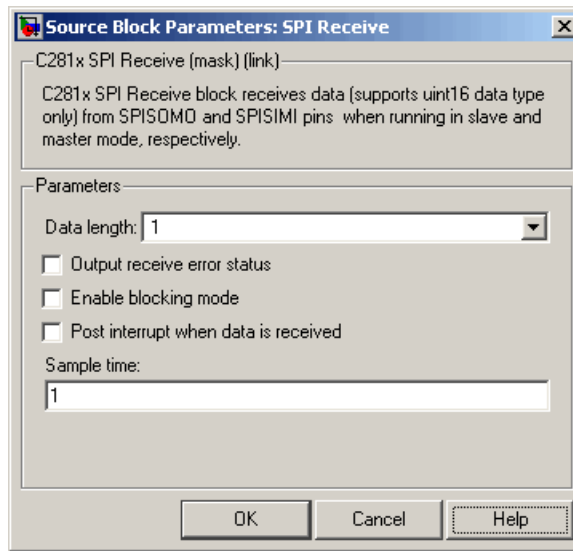 Source Block Parameters: SPI Receive
C281x SPI Receive (mask) (link)
C281x SPI Receive block receives data (supports uint16 data type
only) from SPISOMO and SPISIMI pins when running in slave and
master mode, respectively.
Parameters
Data length: 1
Output receive error status
Enable blocking mode
Post interrupt when data is received
Sample time:
1
OK Cancel Help